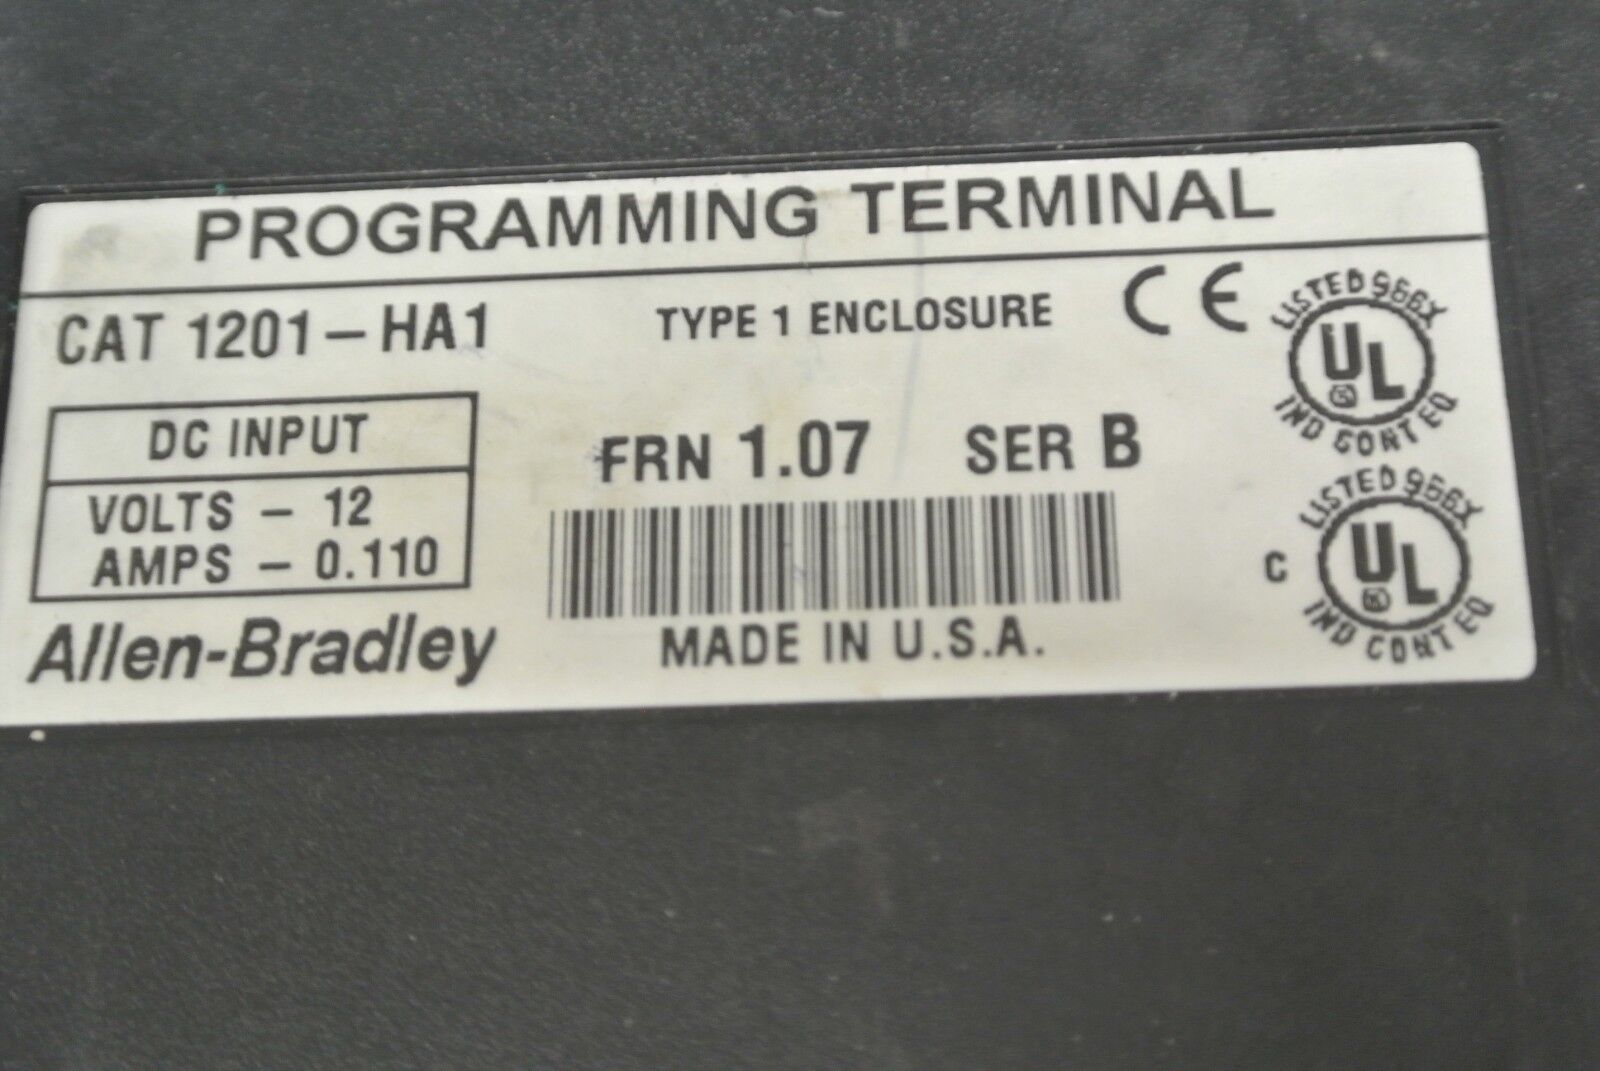 PROGRAMMING TERMINAL
CAT 1201-HA1
TYPE 1 ENCLOSURE
CE
LISTED 966X
UL
IND CONT EQ
DC INPUT
VOLTS - 12
AMPS - 0.110
FRN 1.07 SER B
LISTED 966X
C UL
IND CONT EQ
Allen-Bradley
MADE IN U.S.A.